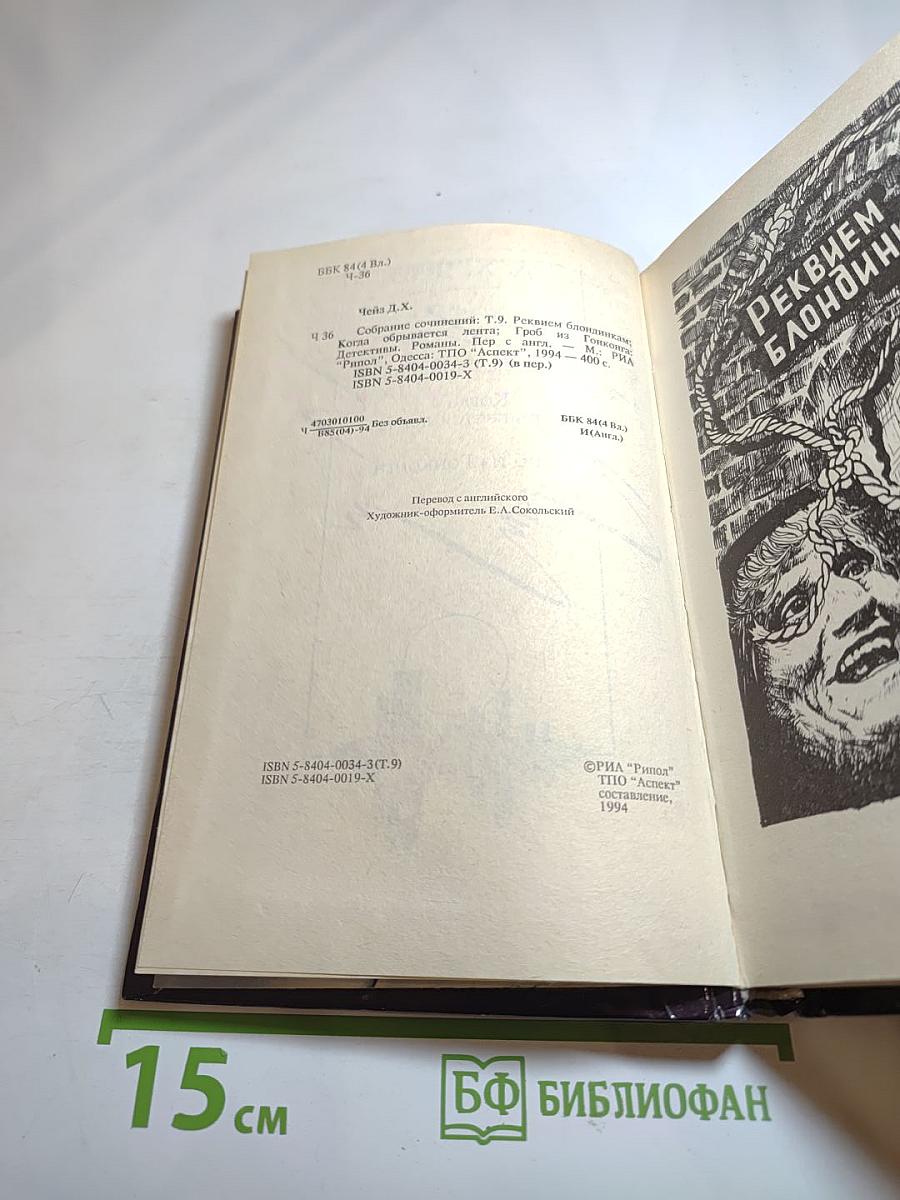 ББК 84(4 Вл.)
Ч-36
Чейз Д.Х.
Ч 36
Собрание сочинений: Т.9. Реквием блондинкам;
Когда обрывается лента; Гроб из Гонконга:
Детективы. Романы. Пер с англ. — М.: РИА
"Рипол", Одесса: ТПО "Аспект", 1994 — 400 с.
ISBN 5-8404-0034-3 (Т.9) (в пер.)
ISBN 5-8404-0019-X
Ч 4703010100
В85(04)-94 Без объявл.
ББК 84(4 Вл.)
И(Англ.)
Перевод с английского
Художник-оформитель Е.А.Сокольский
ISBN 5-8404-0034-3(Т.9)
ISBN 5-8404-0019-X
©РИА "Рипол"
ТПО "Аспект"
составление,
1994
РЕКВИЕМ
БЛОНДИН
15 см
БФ БИБЛИОФАН